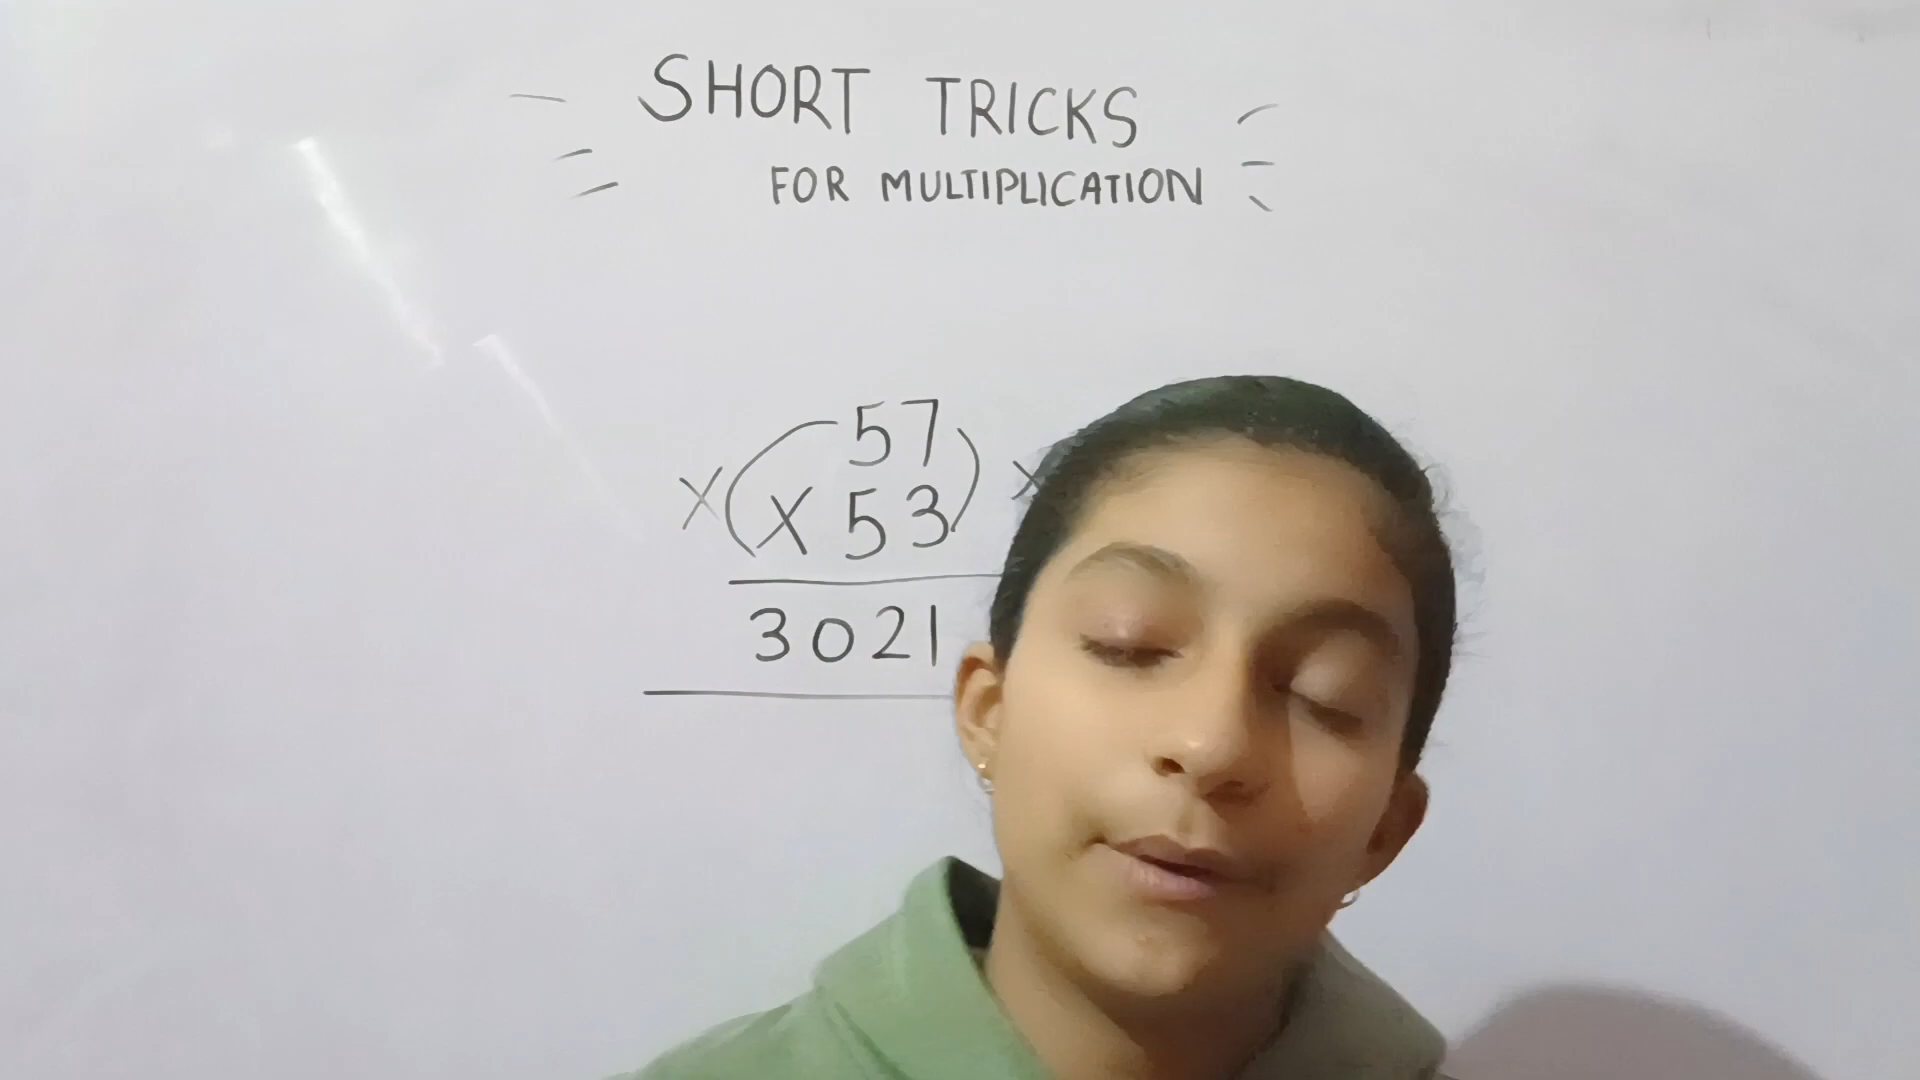 SHORT TRICKS
FOR MULTIPLICATION
57
X ( X 53 ) X
3021